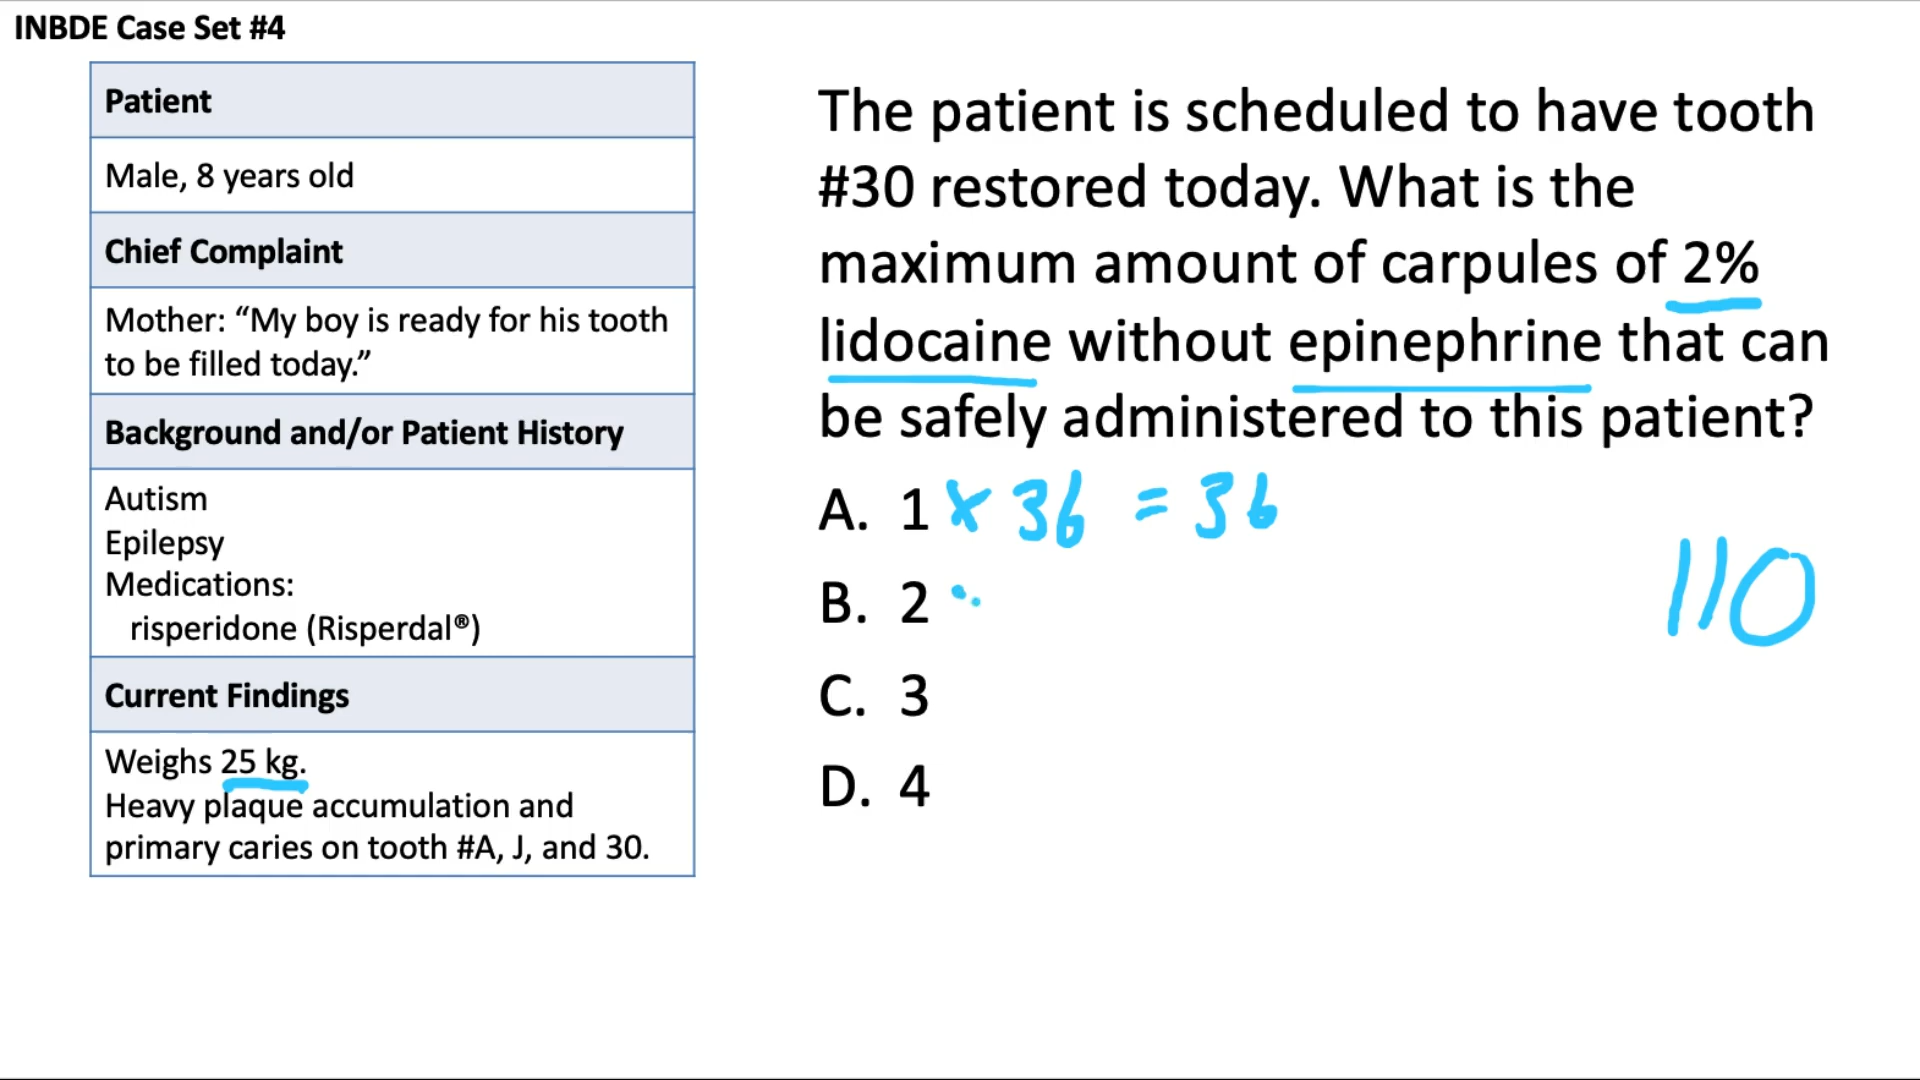 INBDE Case Set #4
Patient
Male, 8 years old
Chief Complaint
Mother: “My boy is ready for his tooth
to be filled today.”
Background and/or Patient History
Autism
Epilepsy
Medications:
risperidone (Risperdal®)
Current Findings
Weighs 25 kg.
Heavy plaque accumulation and
primary caries on tooth #A, J, and 30.
The patient is scheduled to have tooth
#30 restored today. What is the
maximum amount of carpules of 2%
lidocaine without epinephrine that can
be safely administered to this patient?
A. 1 x 36 = 36
B. 2
C. 3
D. 4
110